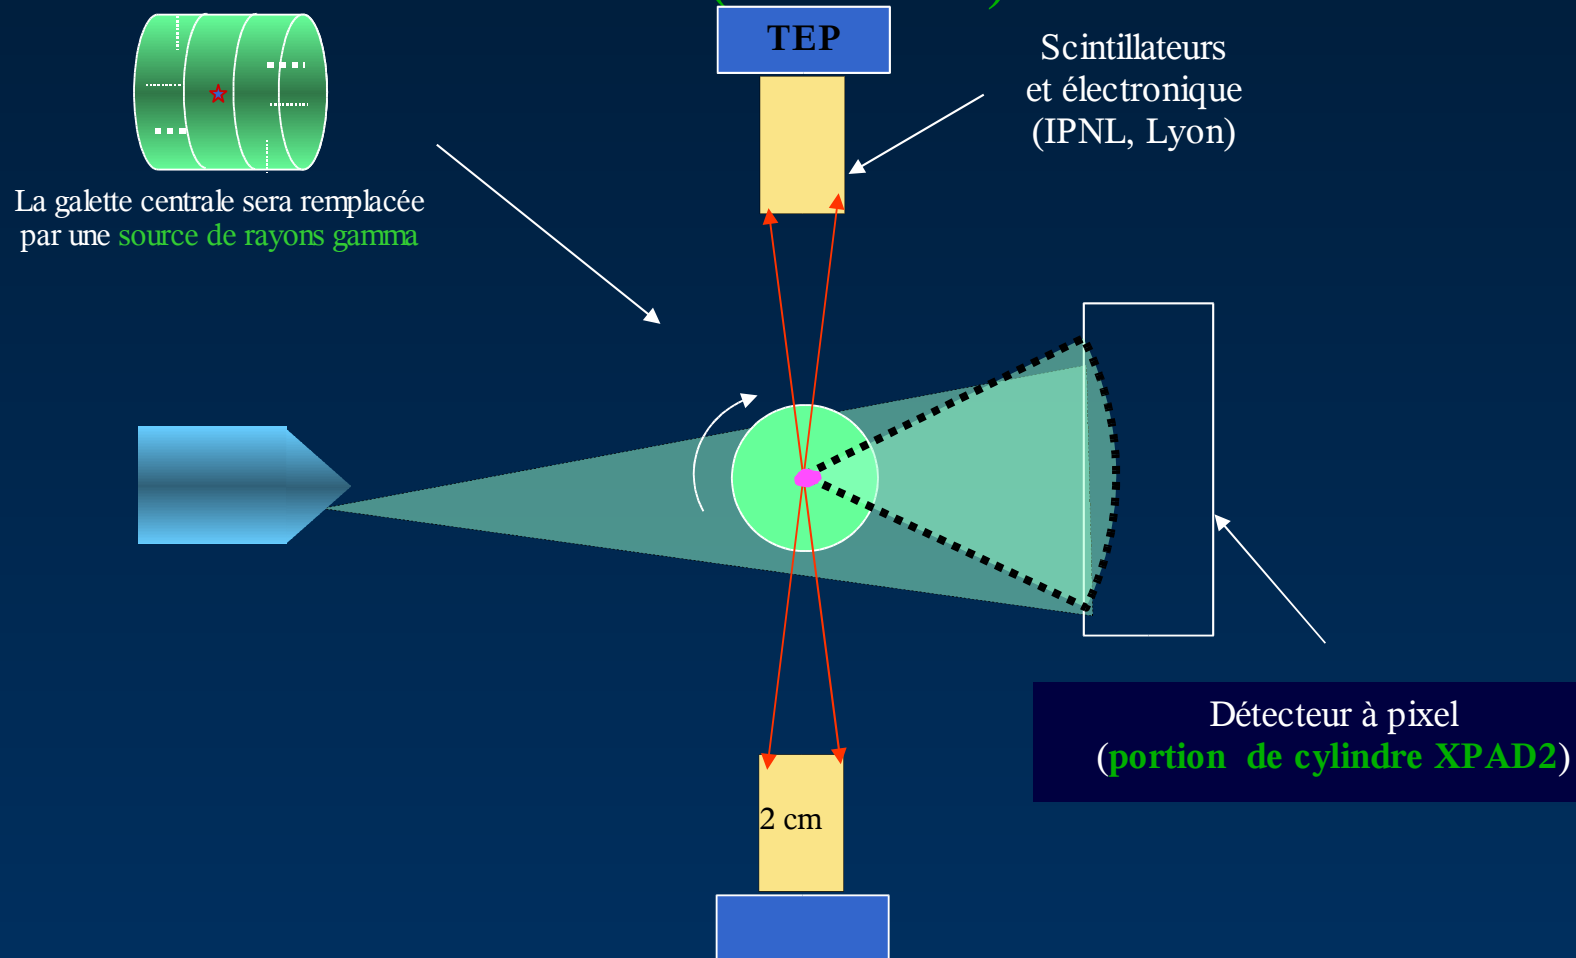 TEP
Scintillateurs
et électronique
(IPNL, Lyon)
La galette centrale sera remplacée
par une source de rayons gamma
Détecteur à pixel
(portion de cylindre XPAD2)
2 cm